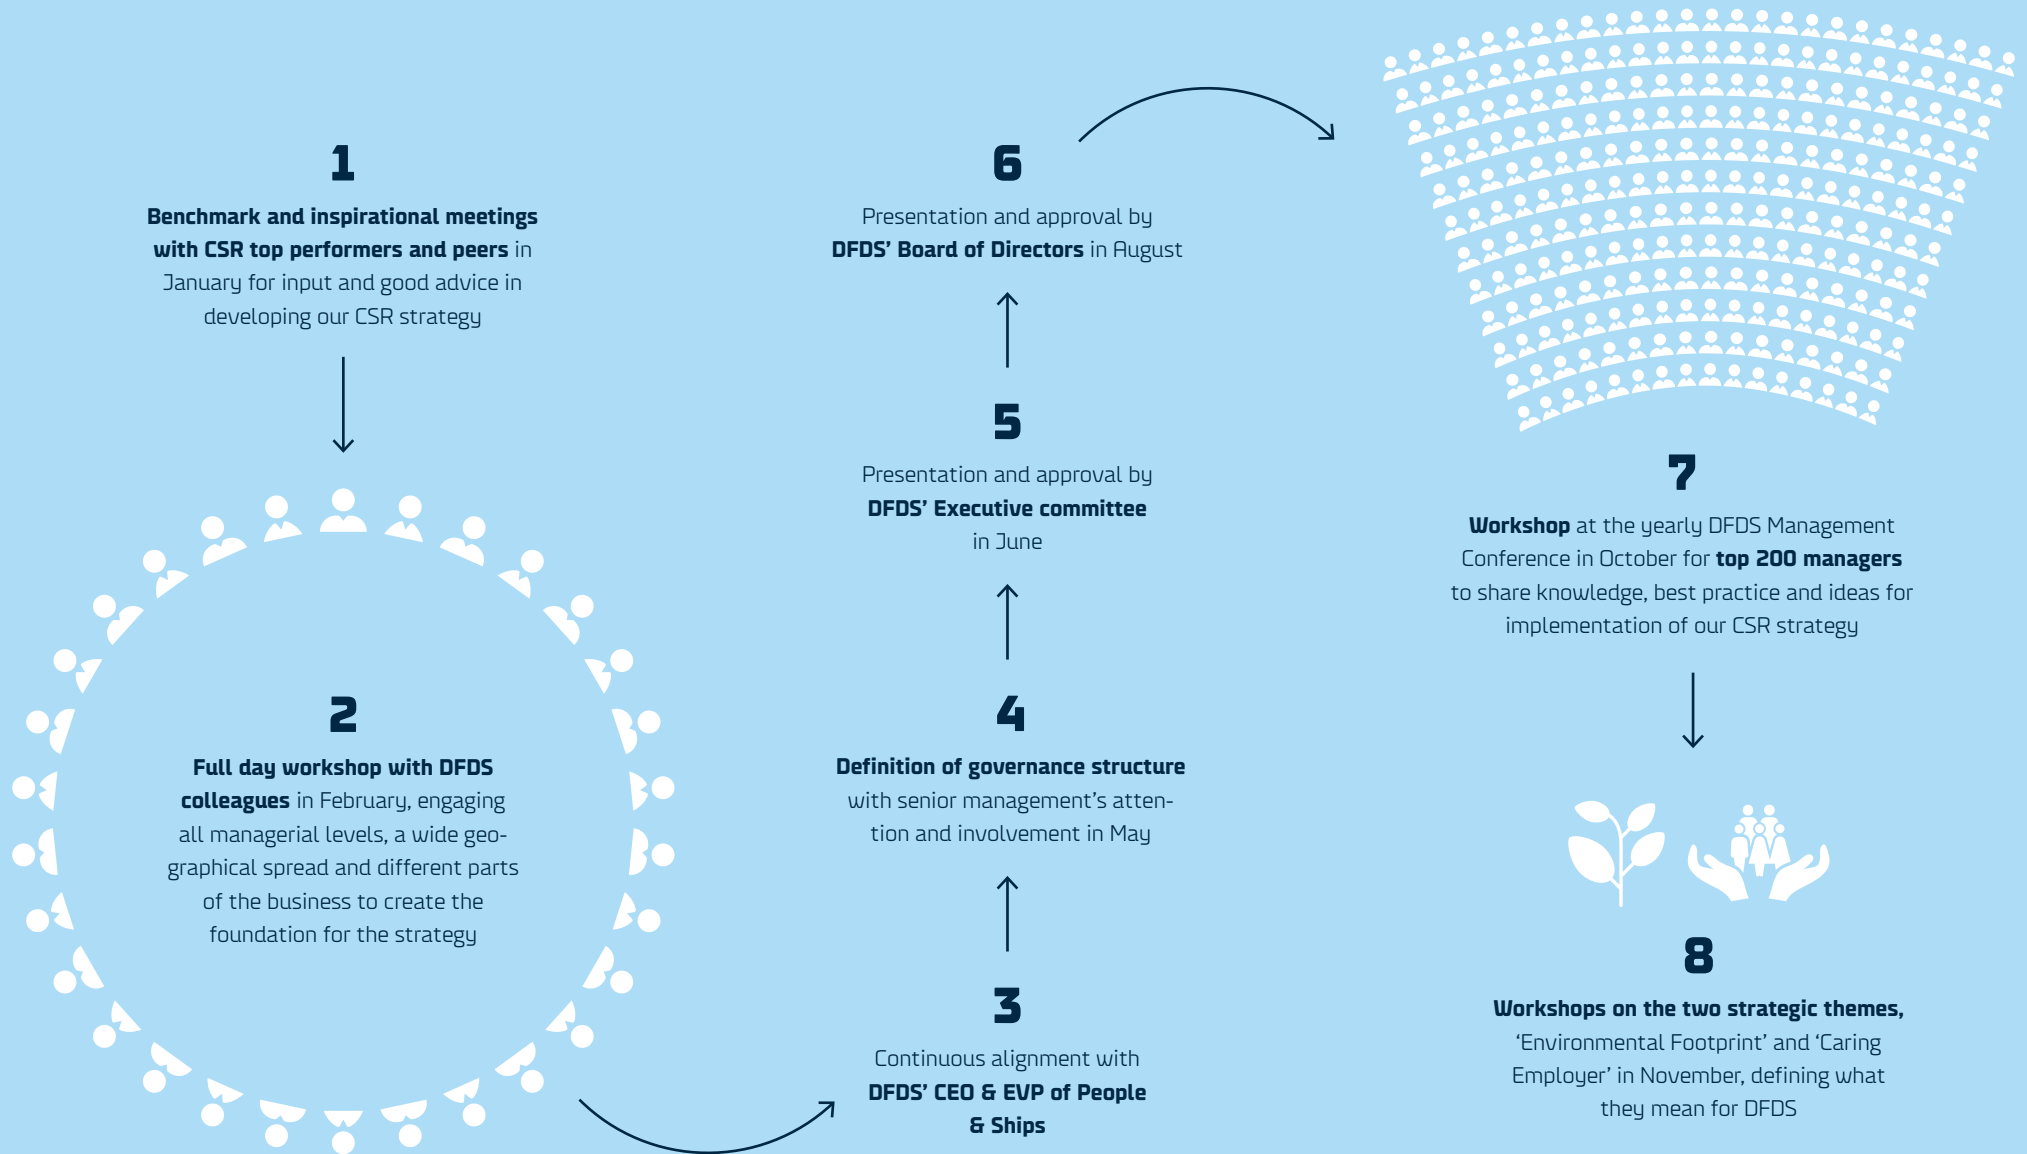 1
Benchmark and inspirational meetings
with CSR top performers and peers in
January for input and good advice in
developing our CSR strategy
2
Full day workshop with DFDS
colleagues in February, engaging
all managerial levels, a wide geo-
graphical spread and different parts
of the business to create the
foundation for the strategy
3
Continuous alignment with
DFDS’ CEO & EVP of People
& Ships
4
Definition of governance structure
with senior management’s atten-
tion and involvement in May
5
Presentation and approval by
DFDS’ Executive committee
in June
6
Presentation and approval by
DFDS’ Board of Directors in August
7
Workshop at the yearly DFDS Management
Conference in October for top 200 managers
to share knowledge, best practice and ideas for
implementation of our CSR strategy
8
Workshops on the two strategic themes,
‘Environmental Footprint’ and ‘Caring
Employer’ in November, defining what
they mean for DFDS